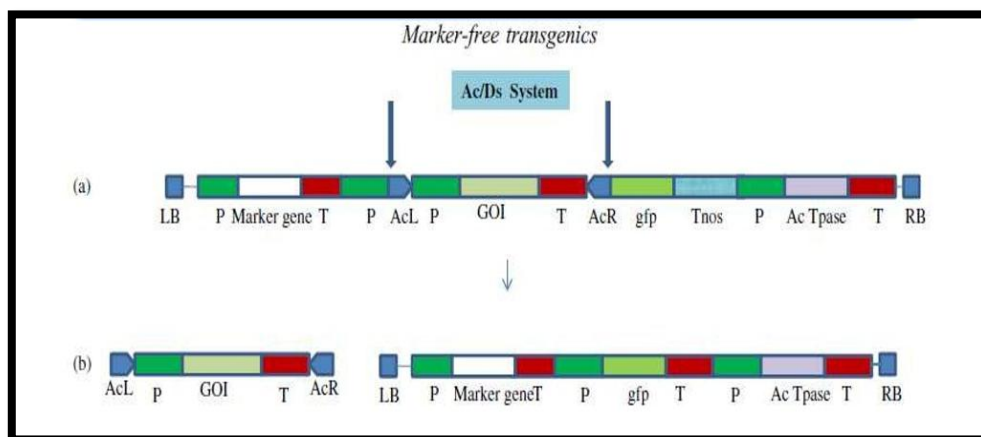 Marker-free transgenics
Ac/Ds System
(a)
LB P Marker gene T P AcL P GOI T AcR gfp Tnos P Ac Tpase T RB
(b)
AcL P GOI T AcR LB P Marker geneT P gfp T P Ac Tpase T RB